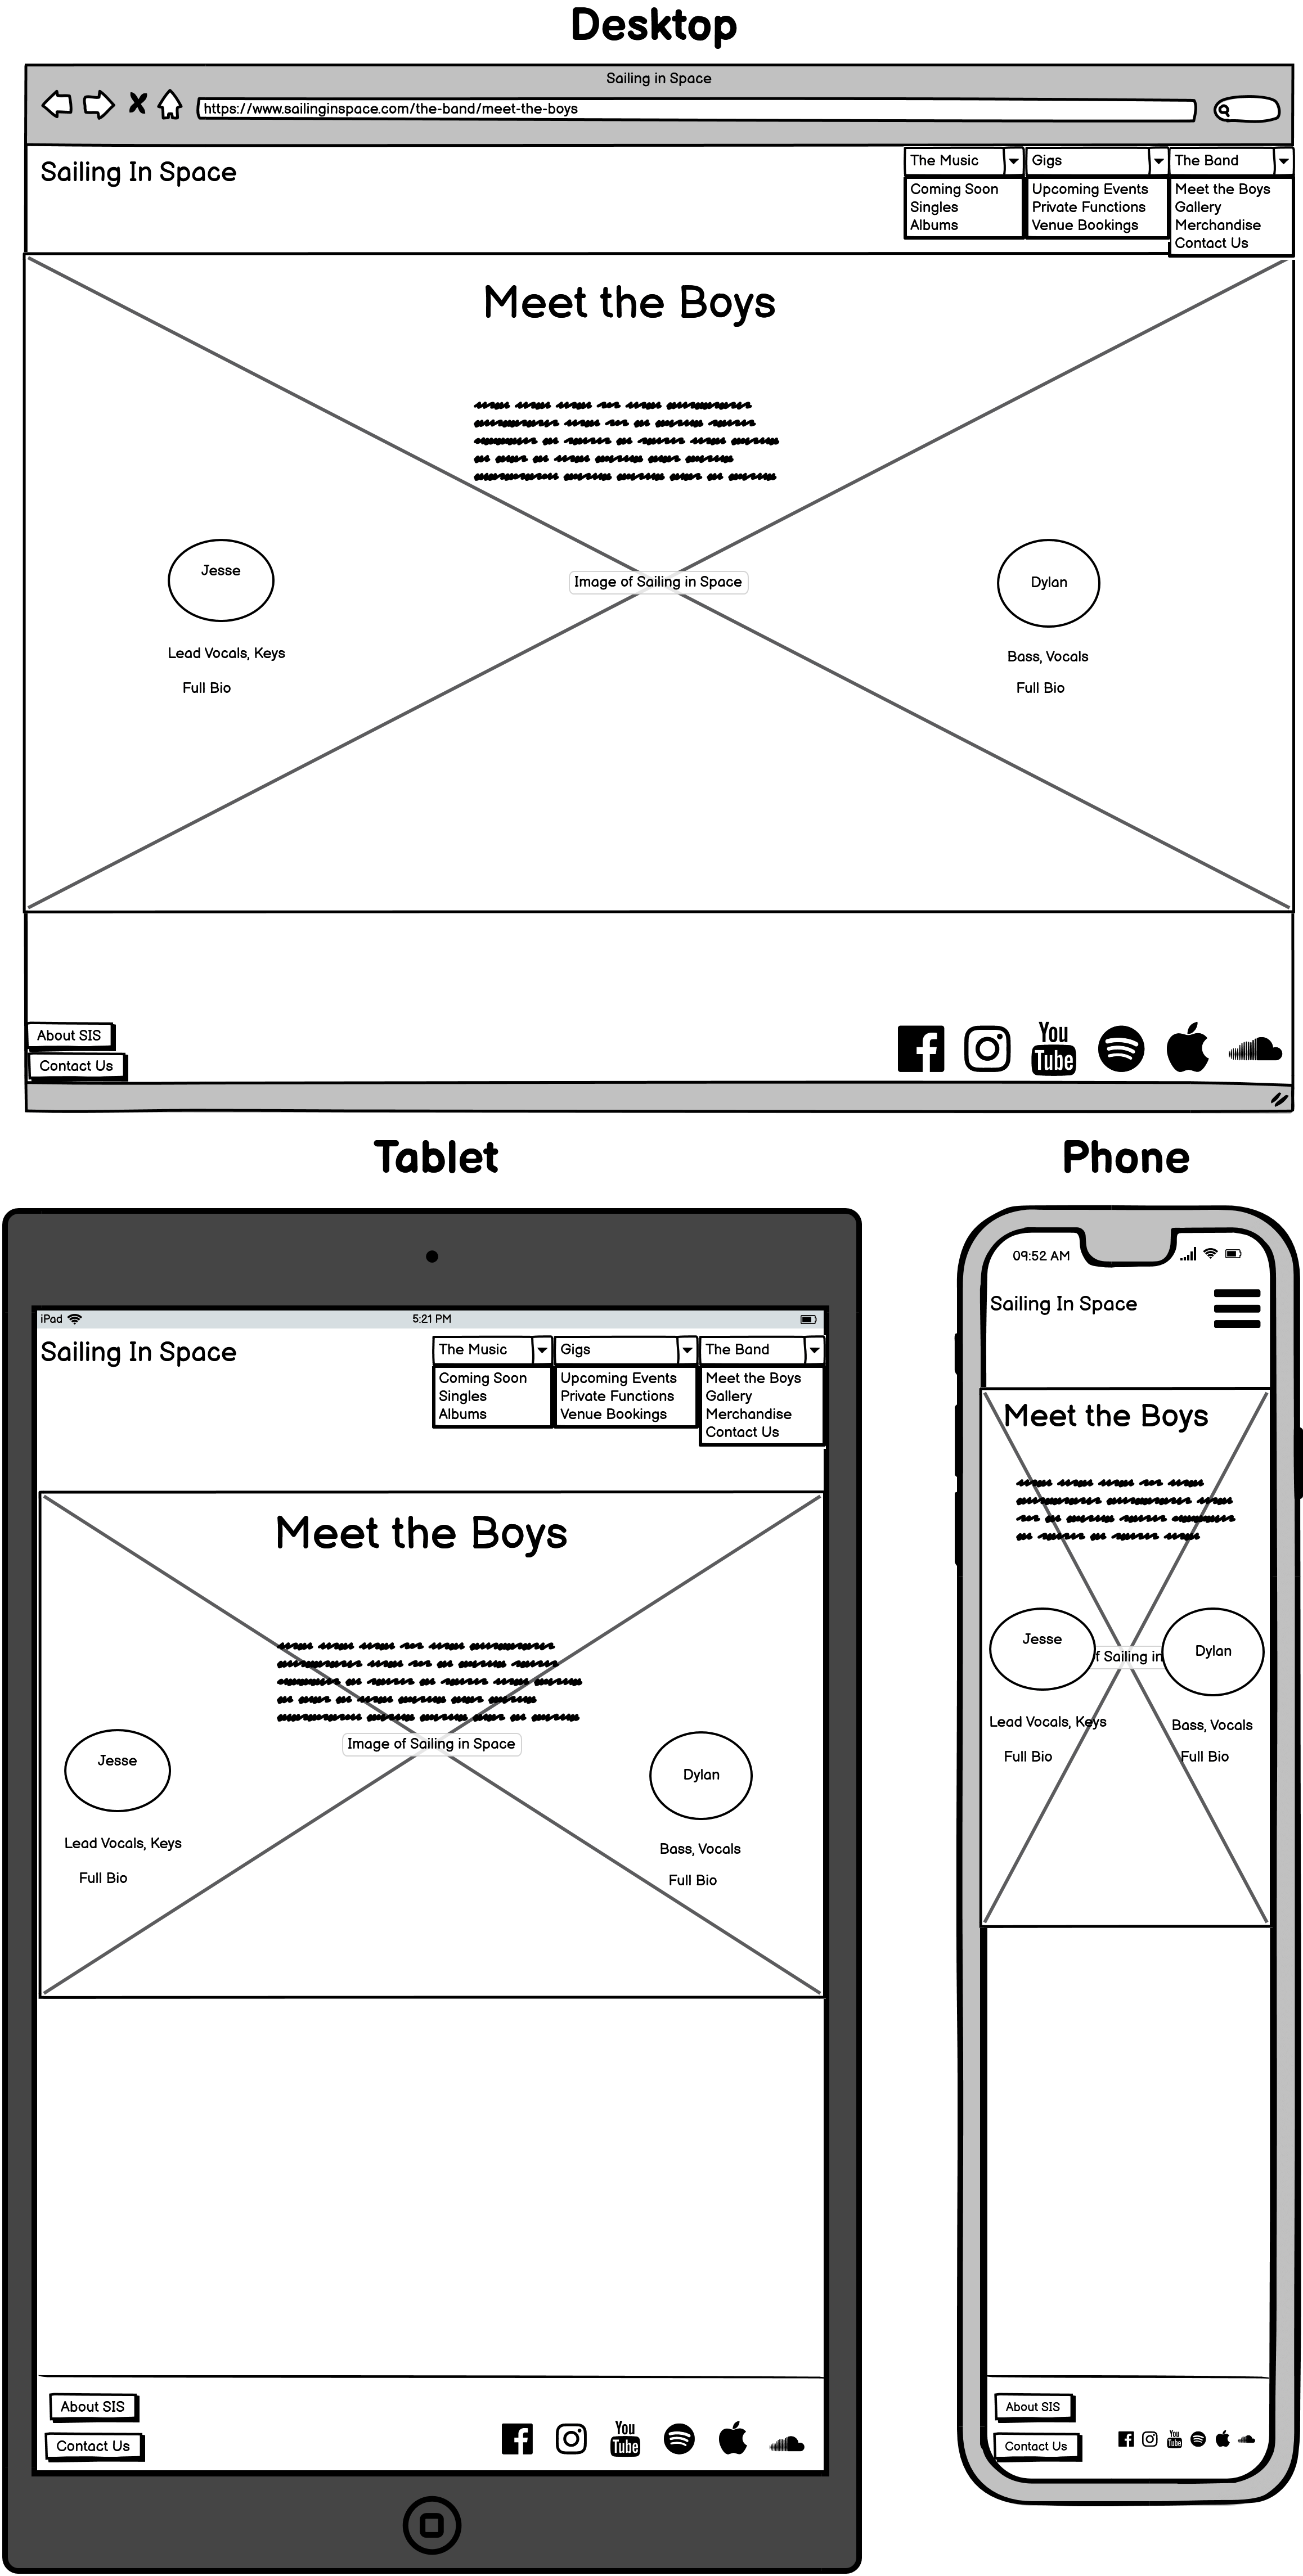 Desktop
Sailing in Space
https://www.sailinginspace.com/the-band/meet-the-boys
Sailing In Space
The Music
Coming Soon
Singles
Albums
Gigs
Upcoming Events
Private Functions
Venue Bookings
The Band
Meet the Boys
Gallery
Merchandise
Contact Us
Meet the Boys
Image of Sailing in Space
Jesse
Lead Vocals, Keys
Full Bio
Dylan
Bass, Vocals
Full Bio
About SIS
Contact Us
You
Tube
Tablet
iPad
5:21 PM
Sailing In Space
The Music
Coming Soon
Singles
Albums
Gigs
Upcoming Events
Private Functions
Venue Bookings
The Band
Meet the Boys
Gallery
Merchandise
Contact Us
Meet the Boys
Image of Sailing in Space
Jesse
Lead Vocals, Keys
Full Bio
Dylan
Bass, Vocals
Full Bio
About SIS
Contact Us
You
Tube
Phone
09:52 AM
Sailing In Space
Meet the Boys
f Sailing in
Jesse
Lead Vocals, Keys
Full Bio
Dylan
Bass, Vocals
Full Bio
About SIS
Contact Us
You
Tube